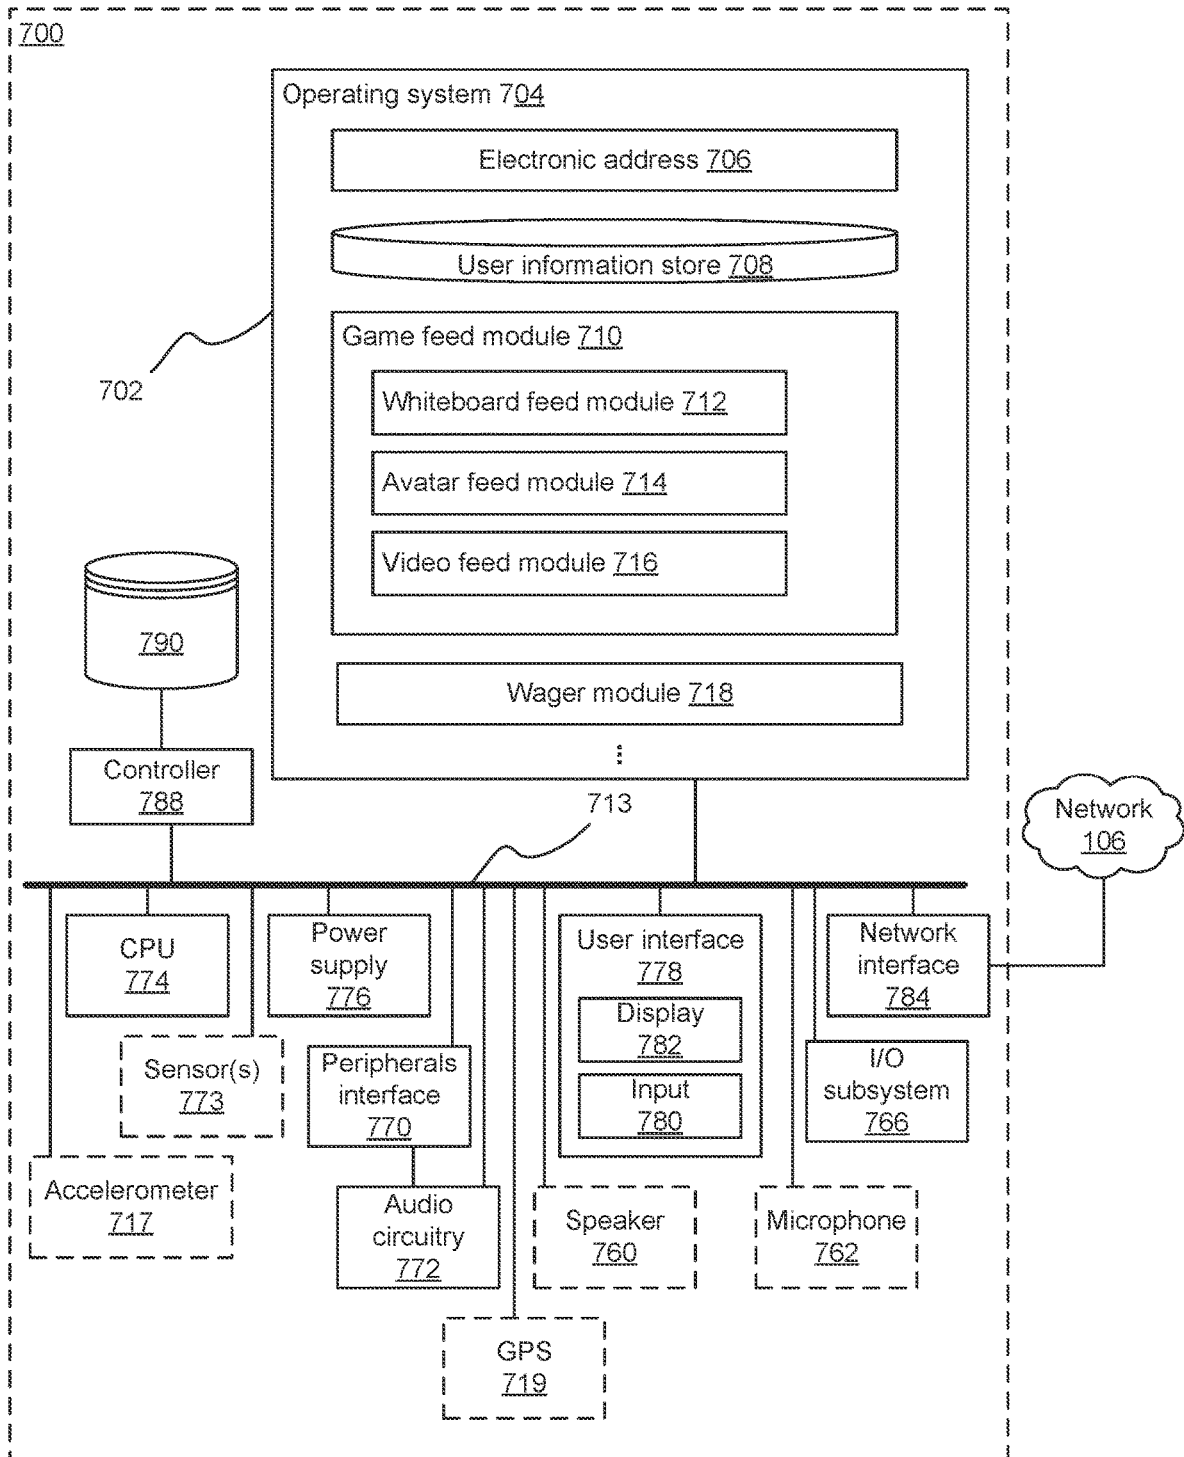 700
Operating system 704
Electronic address 706
User information store 708
Game feed module 710
Whiteboard feed module 712
702
Avatar feed module 714
Video feed module 716
790
Wager module 718
⋮
Controller
788
713
Network
106
CPU
774
Power
supply
776
User interface
778
Display
782
Input
780
Network
interface
784
Sensor(s)
773
Peripherals
interface
770
I/O
subsystem
766
Accelerometer
717
Audio
circuitry
772
Speaker
760
Microphone
762
GPS
719